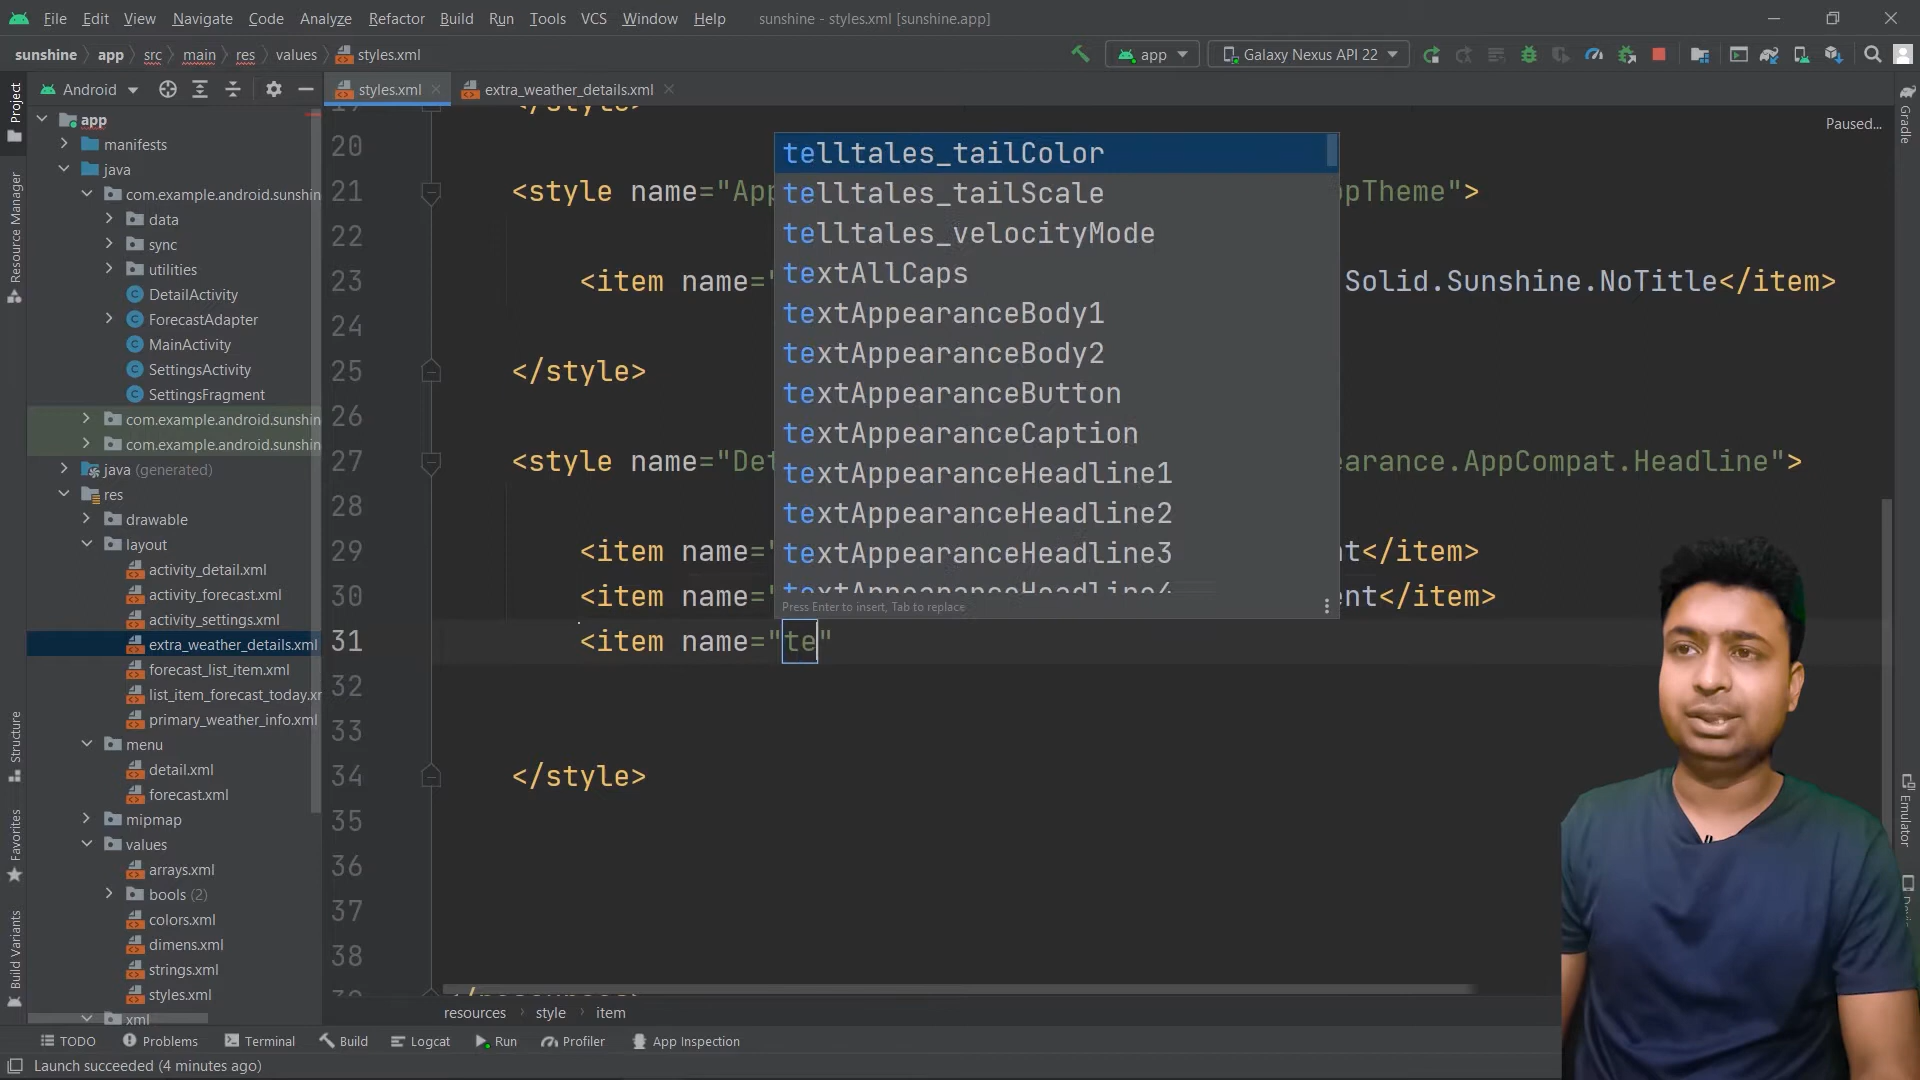 File Edit View Navigate Code Analyze Refactor Build Run Tools VCS Window Help sunshine - styles.xml [sunshine.app]
sunshine app src main res values styles.xml app Galaxy Nexus API 22
Android styles.xml extra_weather_details.xml
Project
Resource Manager
Structure
Favorites
Build Variants
app
manifests
java
com.example.android.sunshin
data
sync
utilities
DetailActivity
ForecastAdapter
MainActivity
SettingsActivity
SettingsFragment
com.example.android.sunshin
com.example.android.sunshin
java (generated)
res
drawable
layout
activity_detail.xml
activity_forecast.xml
activity_settings.xml
extra_weather_details.xml
forecast_list_item.xml
list_item_forecast_today.xr
primary_weather_info.xml
menu
detail.xml
forecast.xml
mipmap
values
arrays.xml
bools (2)
colors.xml
dimens.xml
strings.xml
styles.xml
xml
Paused...
20
21 <style name="App ppTheme">
22
23 <item name=" Solid.Sunshine.NoTitle</item>
24
25 </style>
26
27 <style name="Det earance.AppCompat.Headline">
28
29 <item name=" t</item>
30 <item name=" nt</item>
31 <item name="te"
32
33
34 </style>
35
36
37
38
telltales_tailColor
telltales_tailScale
telltales_velocityMode
textAllCaps
textAppearanceBody1
textAppearanceBody2
textAppearanceButton
textAppearanceCaption
textAppearanceHeadline1
textAppearanceHeadline2
textAppearanceHeadline3
textAppearanceHeadline4
Press Enter to insert, Tab to replace
Gradle
Emulator
resources style item
TODO Problems Terminal Build Logcat Run Profiler App Inspection
Launch succeeded (4 minutes ago)